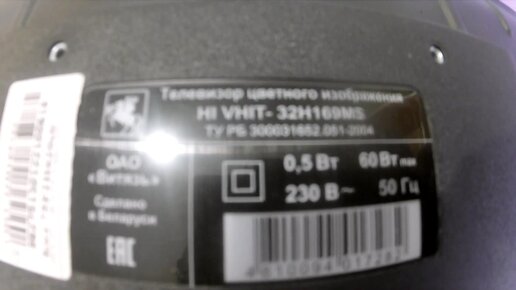 Телевизор цветного изображения
HI VHIT- 32H169MS
ТУ РБ 300031652.051-2004
ОАО
«Витязь»
0,5 Вт 60 Вт max
230 В~ 50 Гц
Сделано
в Беларуси
EAC